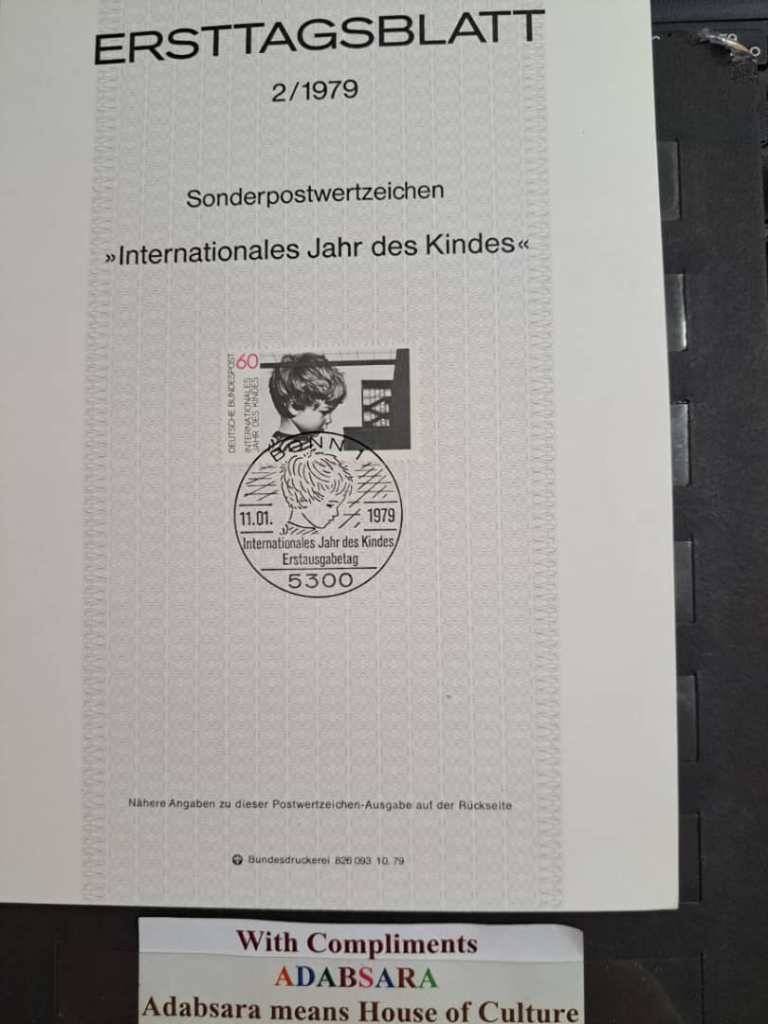 ERSTTAGSBLATT
2/1979
Sonderpostwertzeichen
»Internationales Jahr des Kindes«
DEUTSCHE BUNDESPOST
60
INTERNATIONALES
JAHR DES KINDES
BONN 1
11.01. 1979
Internationales Jahr des Kindes
Erstausgabetag
5300
Nähere Angaben zu dieser Postwertzeichen-Ausgabe auf der Rückseite
Bundesdruckerei 826 093 10.79
With Compliments
ADABSARA
Adabsara means House of Culture